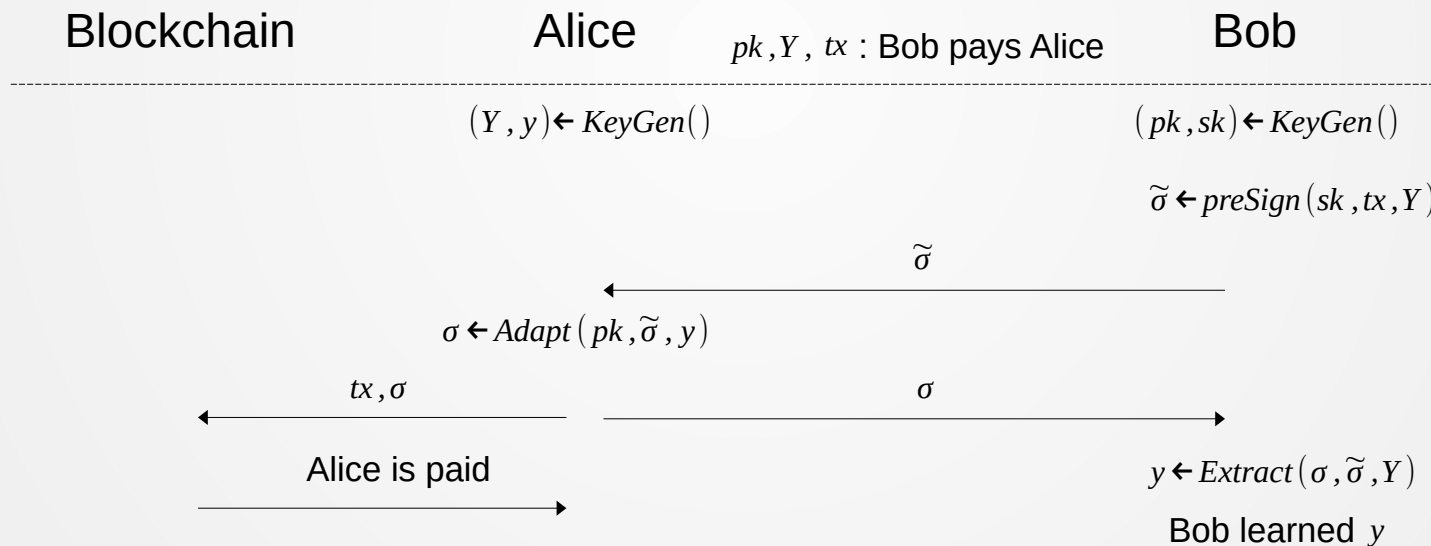 Blockchain Alice pk , Y , tx : Bob pays Alice Bob
(Y , y) ← KeyGen() (pk , sk) ← KeyGen()
σ̃ ← preSign(sk , tx , Y)
σ̃
σ ← Adapt(pk , σ̃ , y)
tx , σ σ
Alice is paid y ← Extract(σ , σ̃ , Y)
Bob learned y